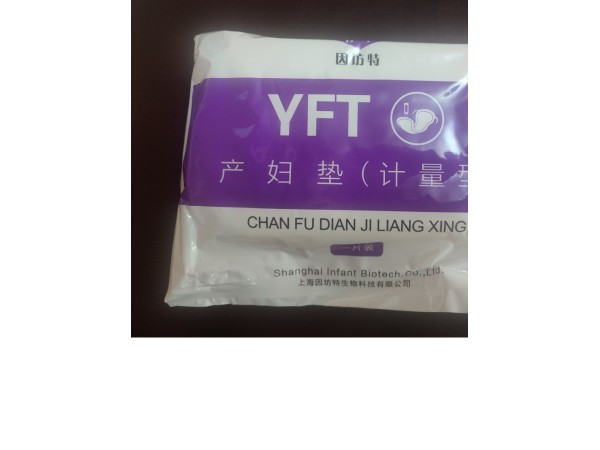 因坊特
YFT
产妇垫（计量型
CHAN FU DIAN JI LIANG XING
一片装
Shanghai Infant Biotech.Co.,Ltd.
上海因坊特生物科技有限公司